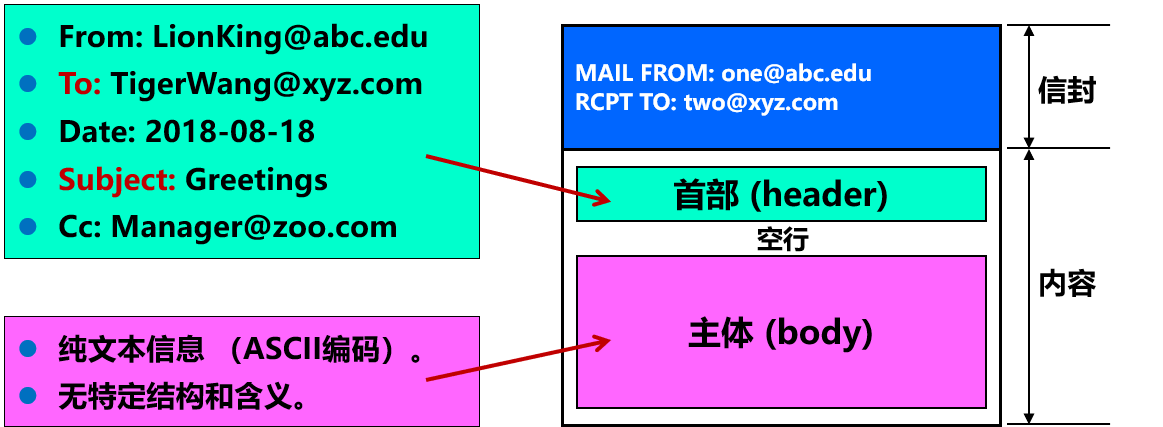 From: LionKing@abc.edu
To: TigerWang@xyz.com
Date: 2018-08-18
Subject: Greetings
Cc: Manager@zoo.com
纯文本信息 （ASCII编码）。
无特定结构和含义。
MAIL FROM: one@abc.edu
RCPT TO: two@xyz.com
首部 (header)
空行
主体 (body)
信封
内容